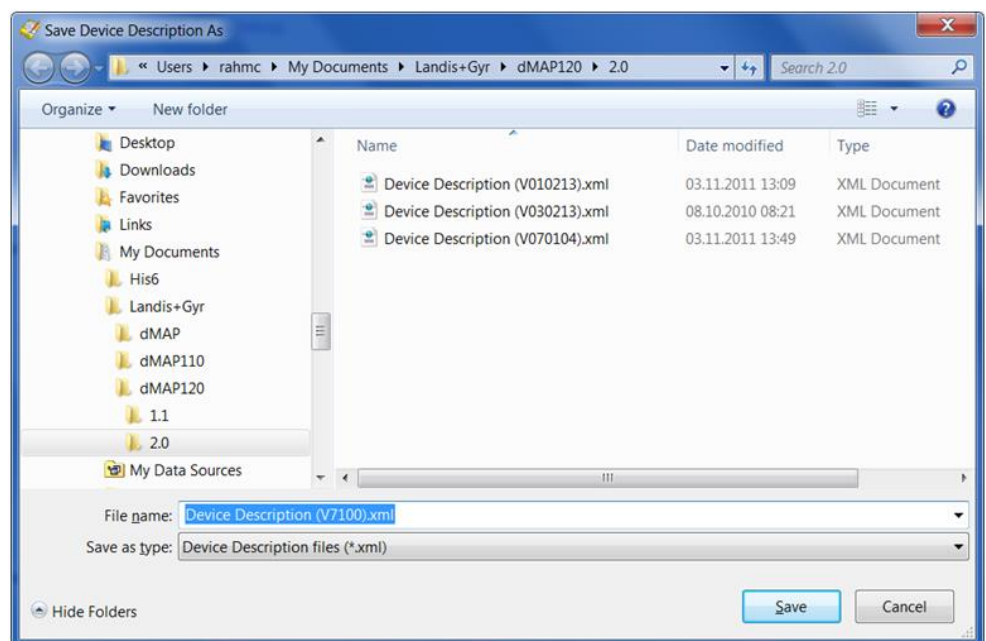 Save Device Description As
« Users ▸ rahmc ▸ My Documents ▸ Landis+Gyr ▸ dMAP120 ▸ 2.0
Search 2.0
Organize
New folder
Desktop
Downloads
Favorites
Links
My Documents
His6
Landis+Gyr
dMAP
dMAP110
dMAP120
1.1
2.0
My Data Sources
Name Date modified Type
Device Description (V010213).xml 03.11.2011 13:09 XML Document
Device Description (V030213).xml 08.10.2010 08:21 XML Document
Device Description (V070104).xml 03.11.2011 13:49 XML Document
File name: Device Description (V7100).xml
Save as type: Device Description files (*.xml)
Hide Folders
Save
Cancel